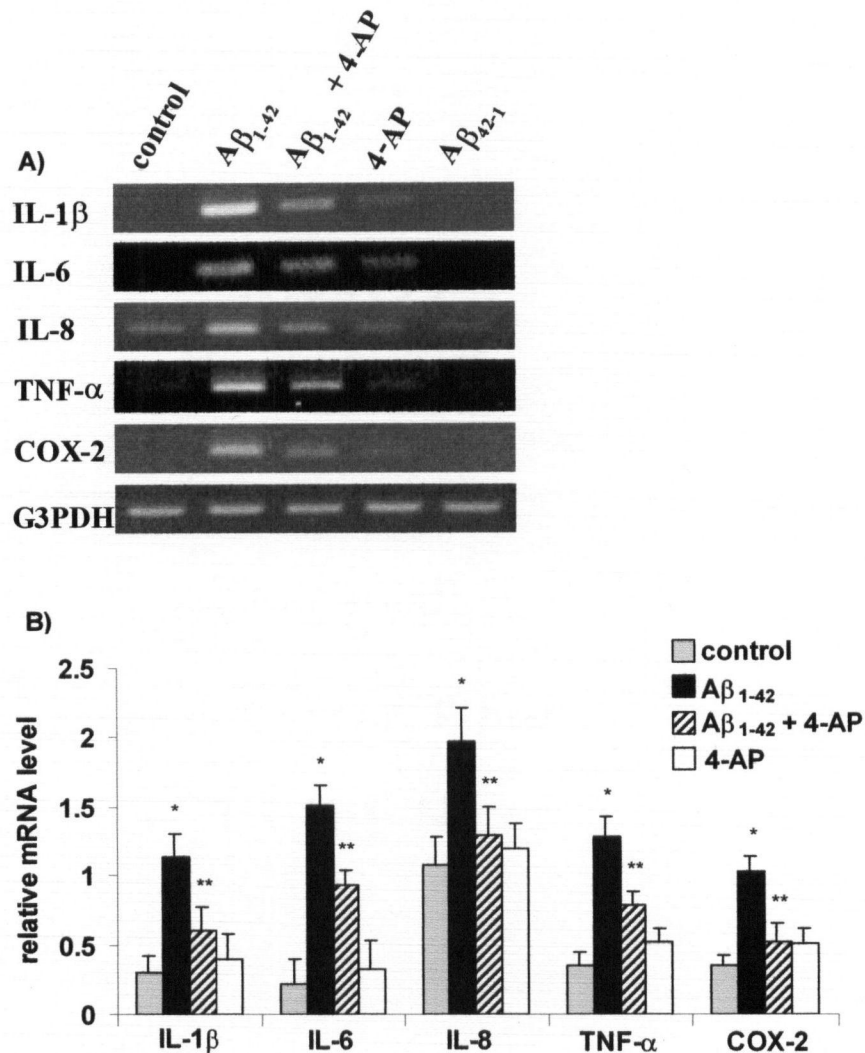 control Aβ1-42 Aβ1-42 + 4-AP 4-AP Aβ42-1
A)
IL-1β
IL-6
IL-8
TNF-α
COX-2
G3PDH
B)
control
Aβ 1-42
Aβ 1-42 + 4-AP
4-AP
relative mRNA level
2.5
2
1.5
1
0.5
0
* ** * ** * ** * ** * **
IL-1β IL-6 IL-8 TNF-α COX-2